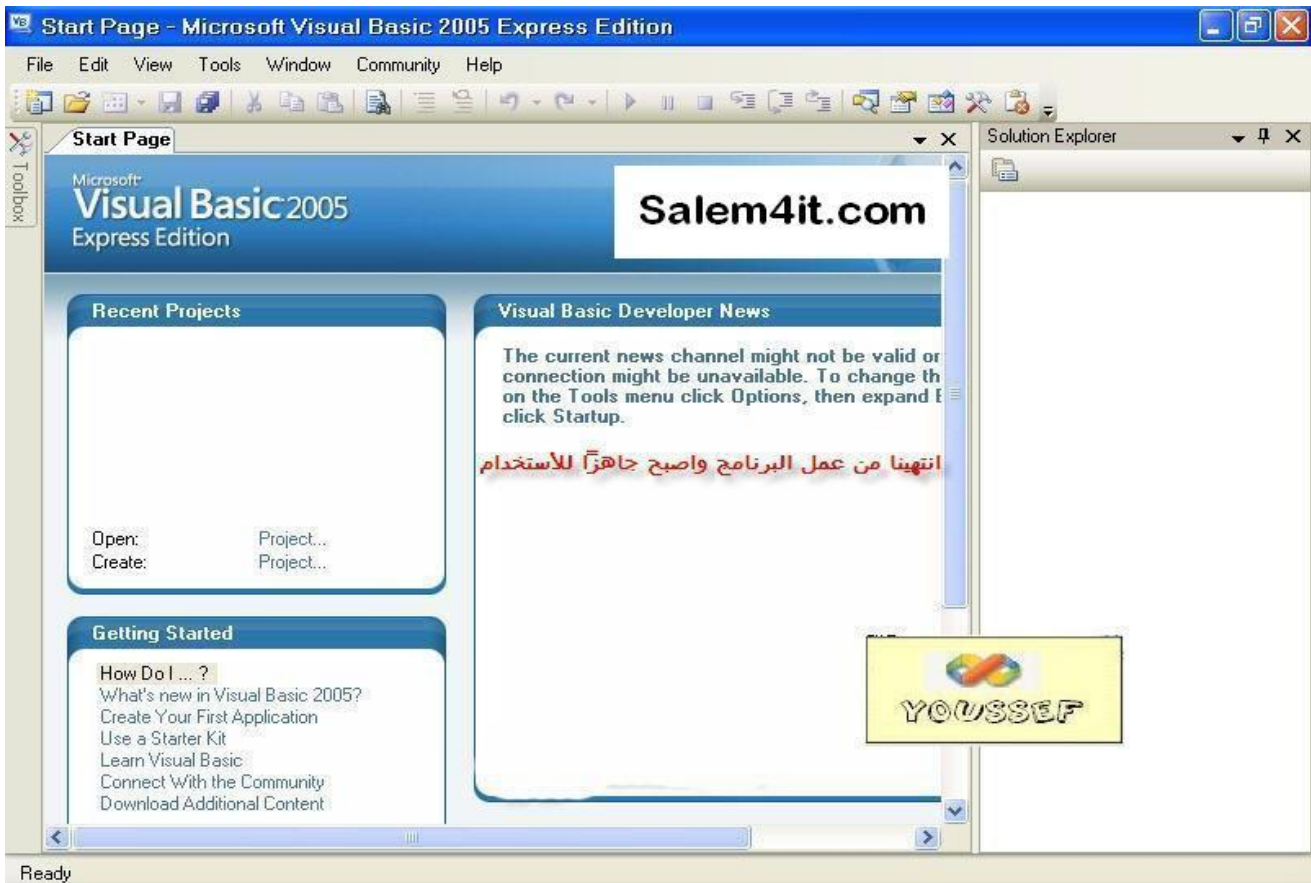 Start Page - Microsoft Visual Basic 2005 Express Edition
File Edit View Tools Window Community Help
Toolbox
Start Page
Solution Explorer
Microsoft
Visual Basic 2005
Express Edition
Salem4it.com
Recent Projects
Open: Project...
Create: Project...
Getting Started
How Do I ... ?
What's new in Visual Basic 2005?
Create Your First Application
Use a Starter Kit
Learn Visual Basic
Connect With the Community
Download Additional Content
Visual Basic Developer News
The current news channel might not be valid or
connection might be unavailable. To change th
on the Tools menu click Options, then expand E
click Startup.
انتهينا من عمل البرنامج واصبح جاهزًا للأستخدام
YOUSSEF
Ready